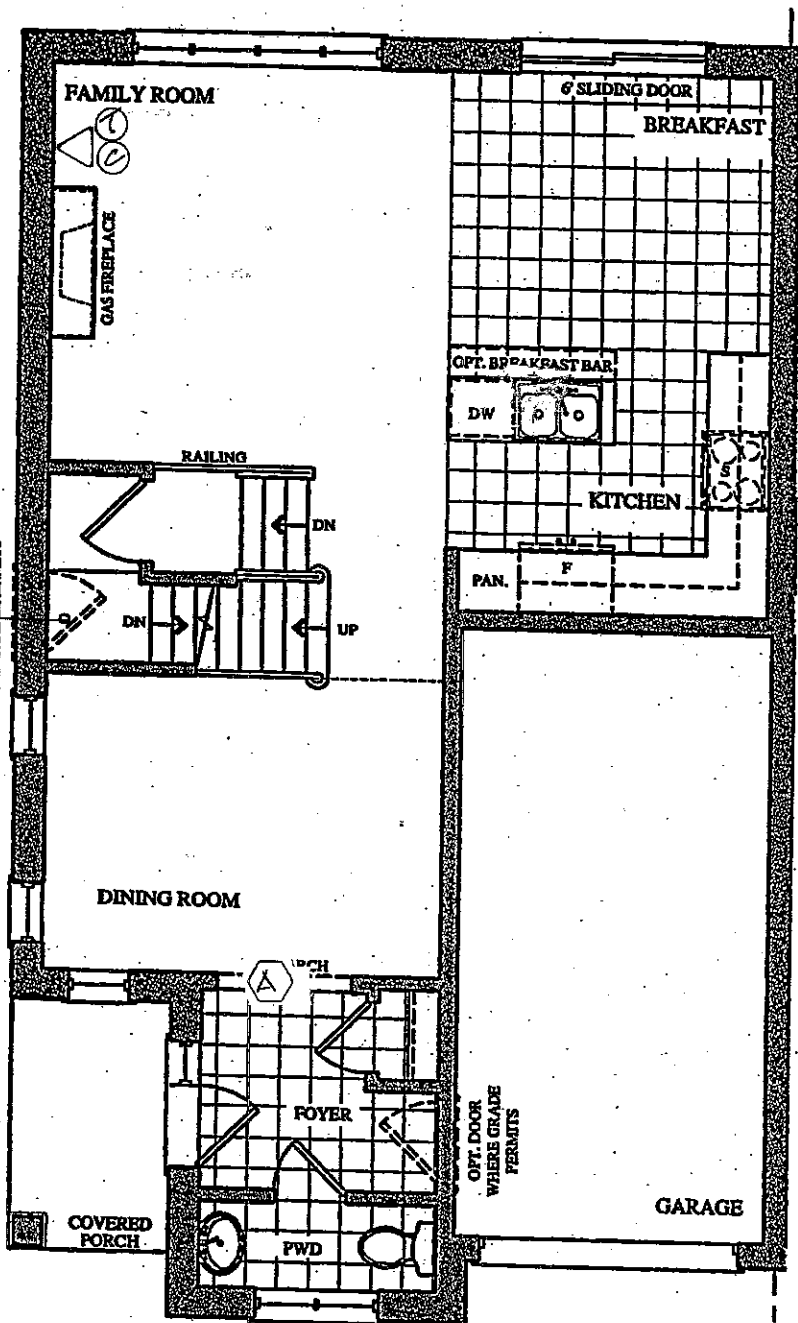 6' SLIDING DOOR
FAMILY ROOM
BREAKFAST
T
C
GAS FIREPLACE
OPT. BREAKFAST BAR
DW
S
RAILING
KITCHEN
DN
F
PAN.
DN
UP
DINING ROOM
A
FOYER
OPT. DOOR
WHERE GRADE
PERMITS
GARAGE
COVERED
PORCH
PWD